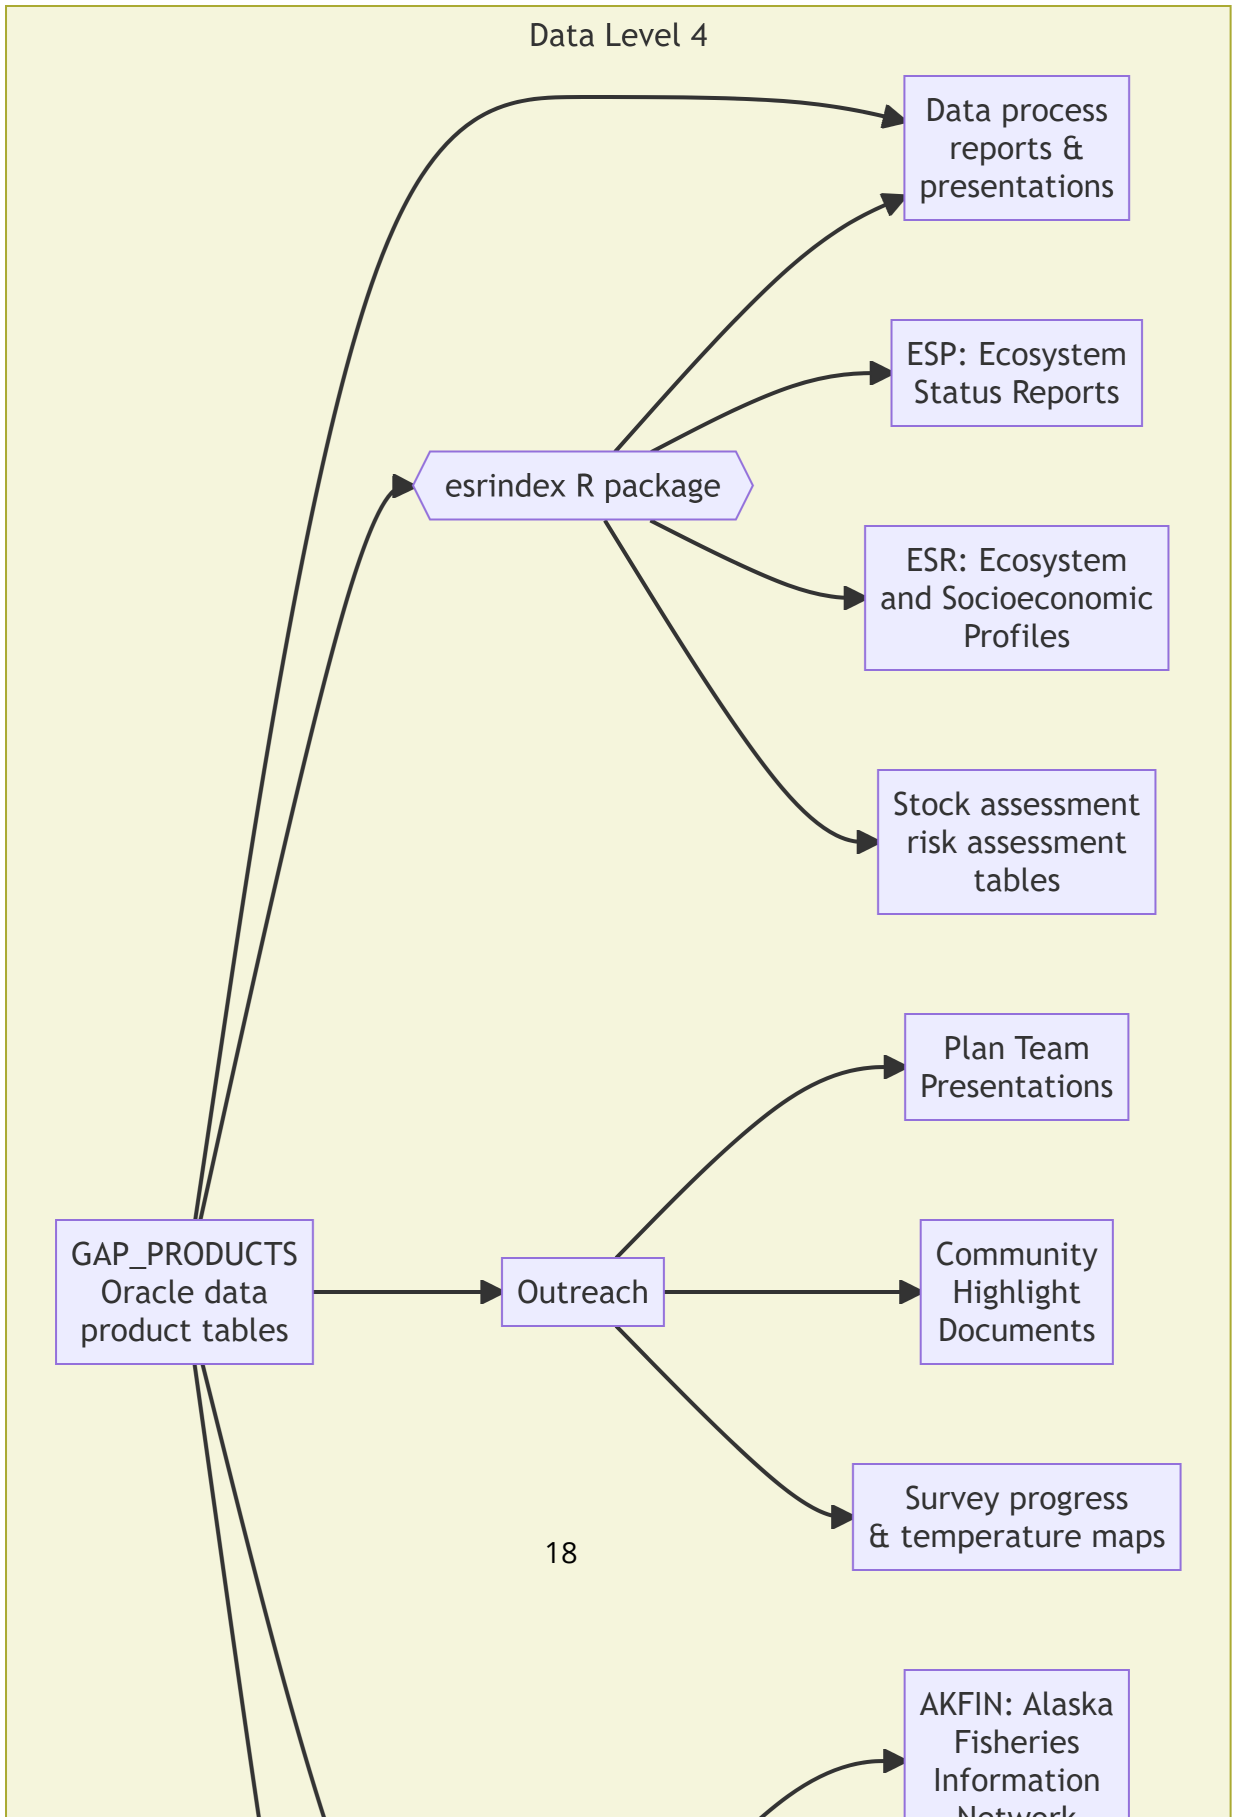 Data Level 4
Data process
reports &
presentations
ESP: Ecosystem
Status Reports
esrindex R package
ESR: Ecosystem
and Socioeconomic
Profiles
Stock assessment
risk assessment
tables
Plan Team
Presentations
GAP_PRODUCTS
Oracle data
product tables
Outreach
Community
Highlight
Documents
Survey progress
& temperature maps
18
AKFIN: Alaska
Fisheries
Information
Network